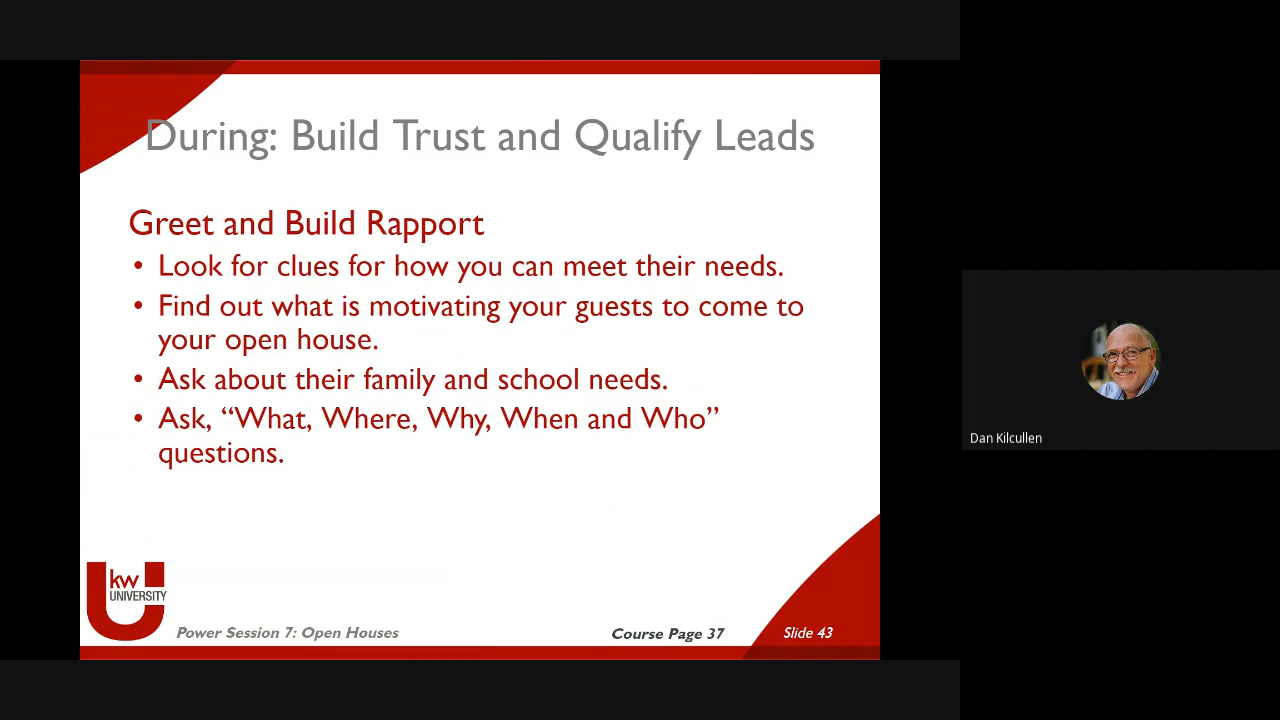 During: Build Trust and Qualify Leads
Greet and Build Rapport
• Look for clues for how you can meet their needs.
• Find out what is motivating your guests to come to
your open house.
• Ask about their family and school needs.
• Ask, “What, Where, Why, When and Who”
questions.
kw
UNIVERSITY
Power Session 7: Open Houses
Course Page 37
Slide 43
Dan Kilcullen